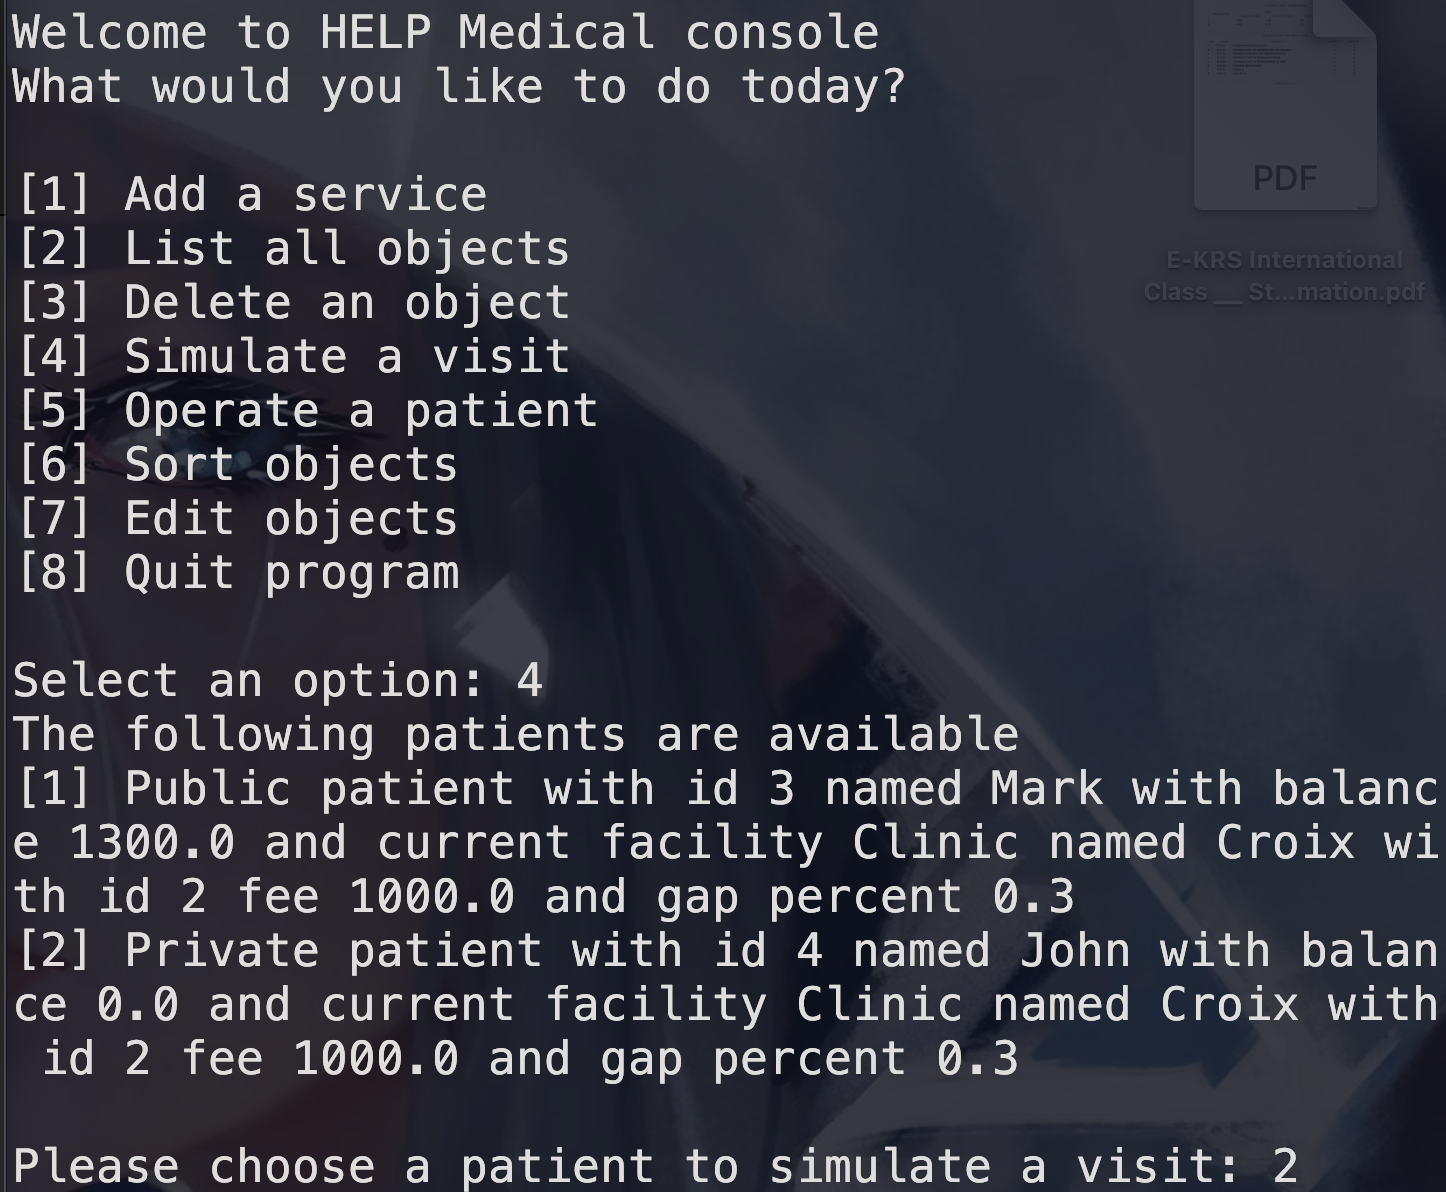 Welcome to HELP Medical console
What would you like to do today?
[1] Add a service
[2] List all objects
[3] Delete an object
[4] Simulate a visit
[5] Operate a patient
[6] Sort objects
[7] Edit objects
[8] Quit program
Select an option: 4
The following patients are available
[1] Public patient with id 3 named Mark with balanc
e 1300.0 and current facility Clinic named Croix wi
th id 2 fee 1000.0 and gap percent 0.3
[2] Private patient with id 4 named John with balan
ce 0.0 and current facility Clinic named Croix with
id 2 fee 1000.0 and gap percent 0.3
Please choose a patient to simulate a visit: 2
PDF
E-KRS International
Class __ St...mation.pdf